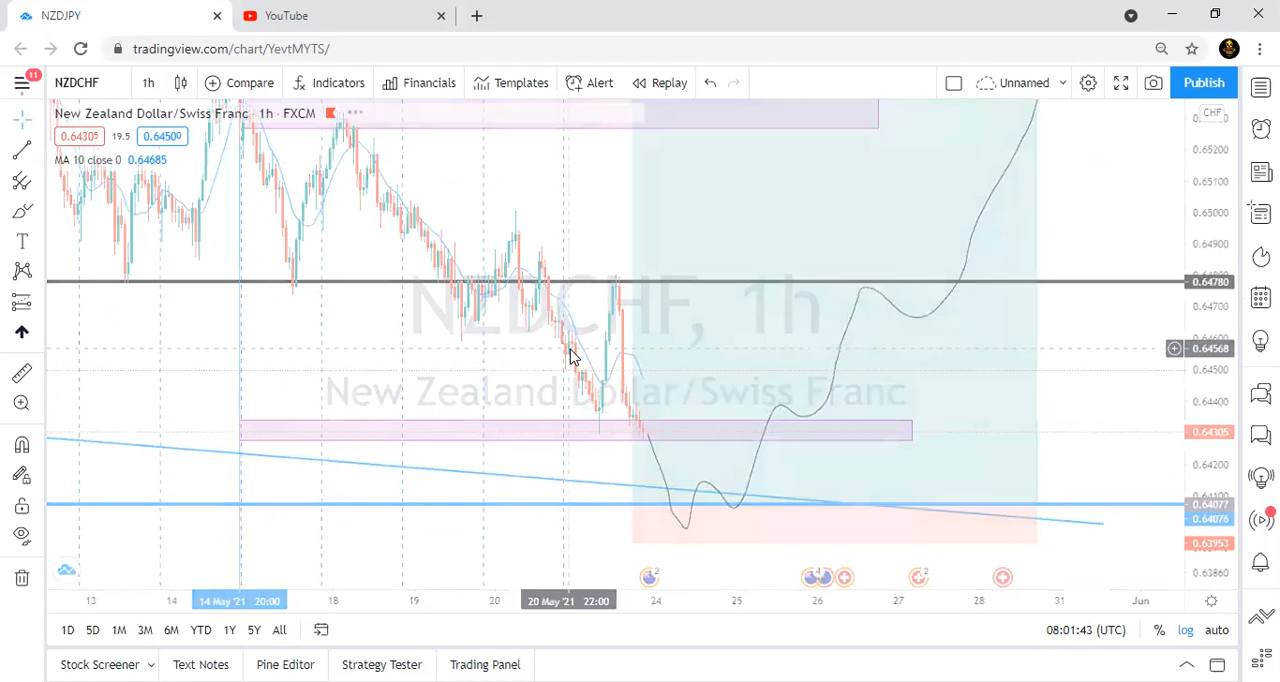 NZDJPY
YouTube
tradingview.com/chart/YevtMYTS/
11
NZDCHF
1h
Compare
Indicators
Financials
Templates
Alert
Replay
Unnamed
Publish
New Zealand Dollar/Swiss Franc · 1h · FXCM
CHF
0.64305 19.5 0.64500
MA 10 close 0 0.64685
0.65200
0.65100
0.65000
0.64900
0.64780
0.64700
0.64568
0.64500
0.64400
0.64305
0.64200
0.64077
0.64076
0.63953
0.63860
NZDCHF, 1h
New Zealand Dollar/Swiss Franc
2
4
2
13 14 14 May '21 20:00 18 19 20 20 May '21 22:00 24 25 26 27 28 31 Jun
1D 5D 1M 3M 6M YTD 1Y 5Y All
08:01:43 (UTC) % log auto
Stock Screener Text Notes Pine Editor Strategy Tester Trading Panel